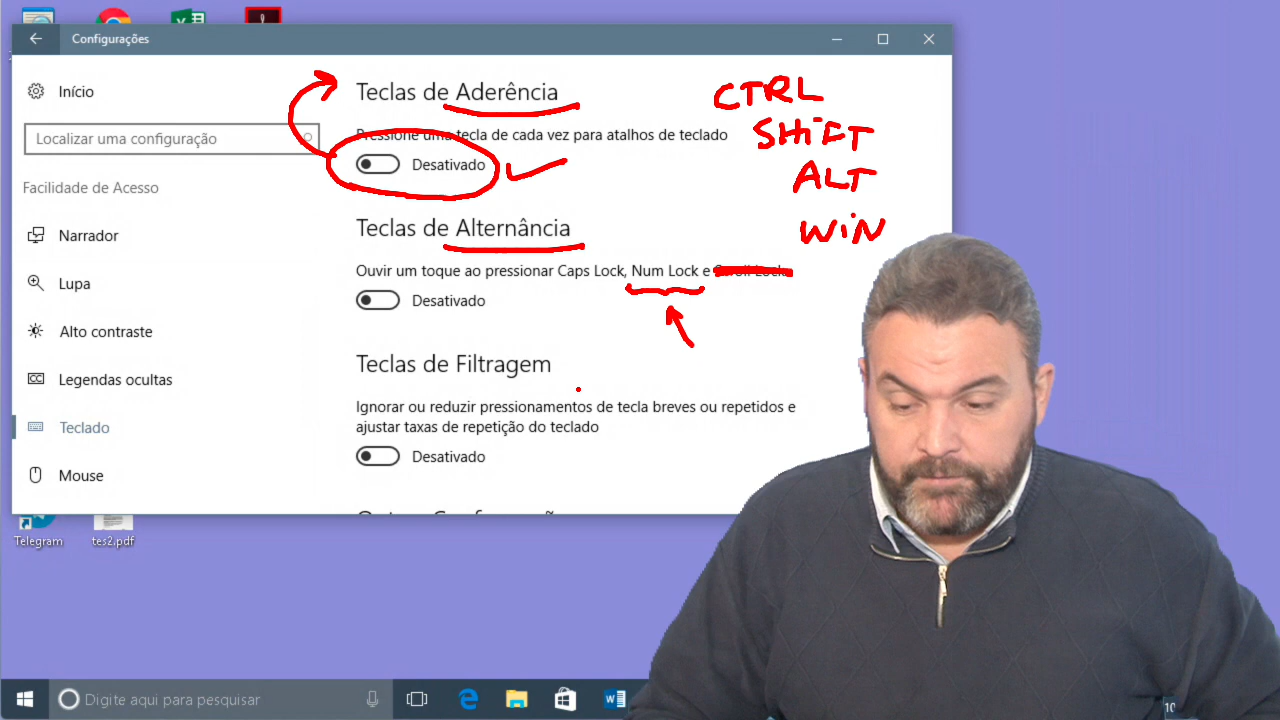 Configurações
Início
Localizar uma configuração
Facilidade de Acesso
Narrador
Lupa
Alto contraste
Legendas ocultas
Teclado
Mouse
Teclas de Aderência
Pressione uma tecla de cada vez para atalhos de teclado
Desativado
Teclas de Alternância
Ouvir um toque ao pressionar Caps Lock, Num Lock e
Desativado
Teclas de Filtragem
Ignorar ou reduzir pressionamentos de tecla breves ou repetidos e
ajustar taxas de repetição do teclado
Desativado
CTRL
SHiFT
ALT
WiN
Telegram
tes2.pdf
Digite aqui para pesquisar
10